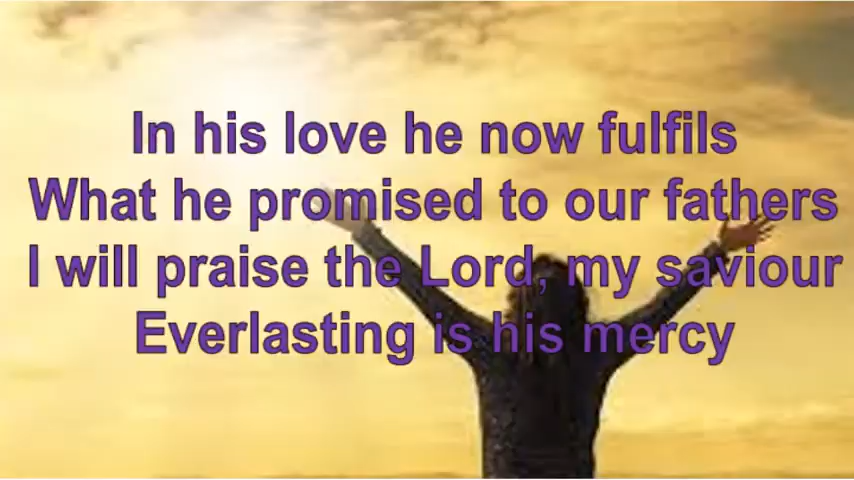 In his love he now fulfils
What he promised to our fathers
I will praise the Lord, my saviour
Everlasting is his mercy